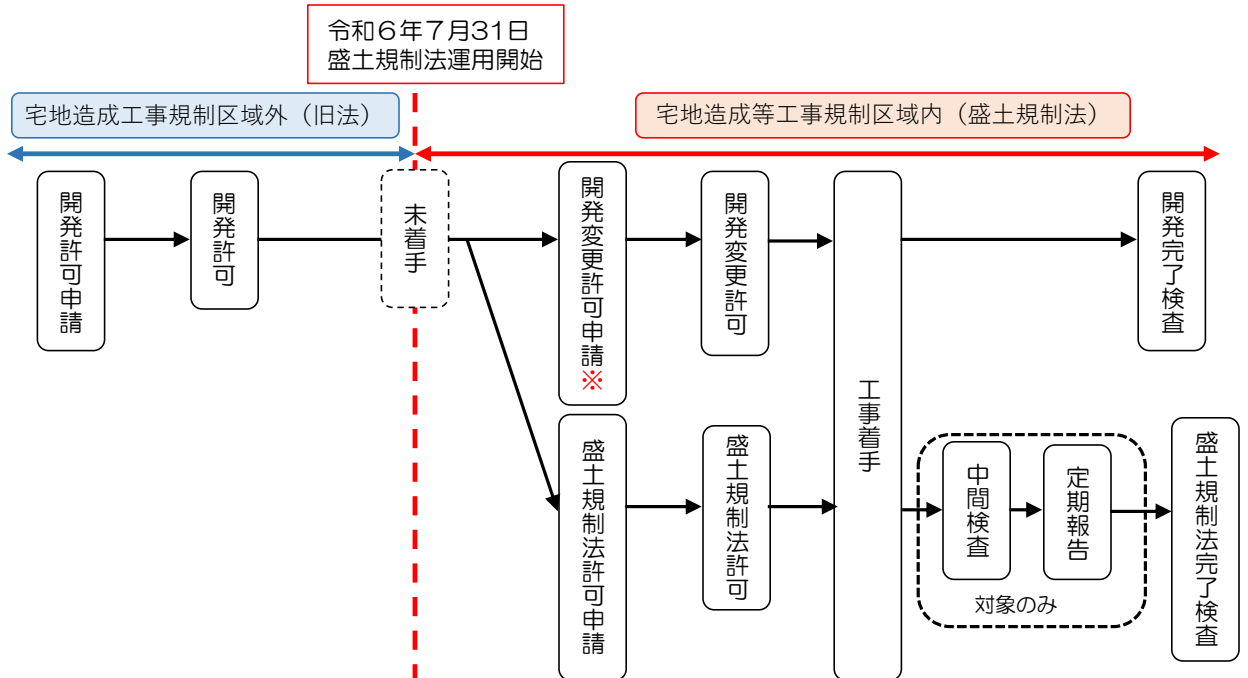 令和６年７月31日
盛土規制法運用開始
宅地造成工事規制区域外（旧法）
宅地造成等工事規制区域内（盛土規制法）
開発許可申請
開発許可
未着手
開発変更許可申請※
開発変更許可
工事着手
開発完了検査
盛土規制法許可申請
盛土規制法許可
中間検査
定期報告
対象のみ
盛土規制法完了検査